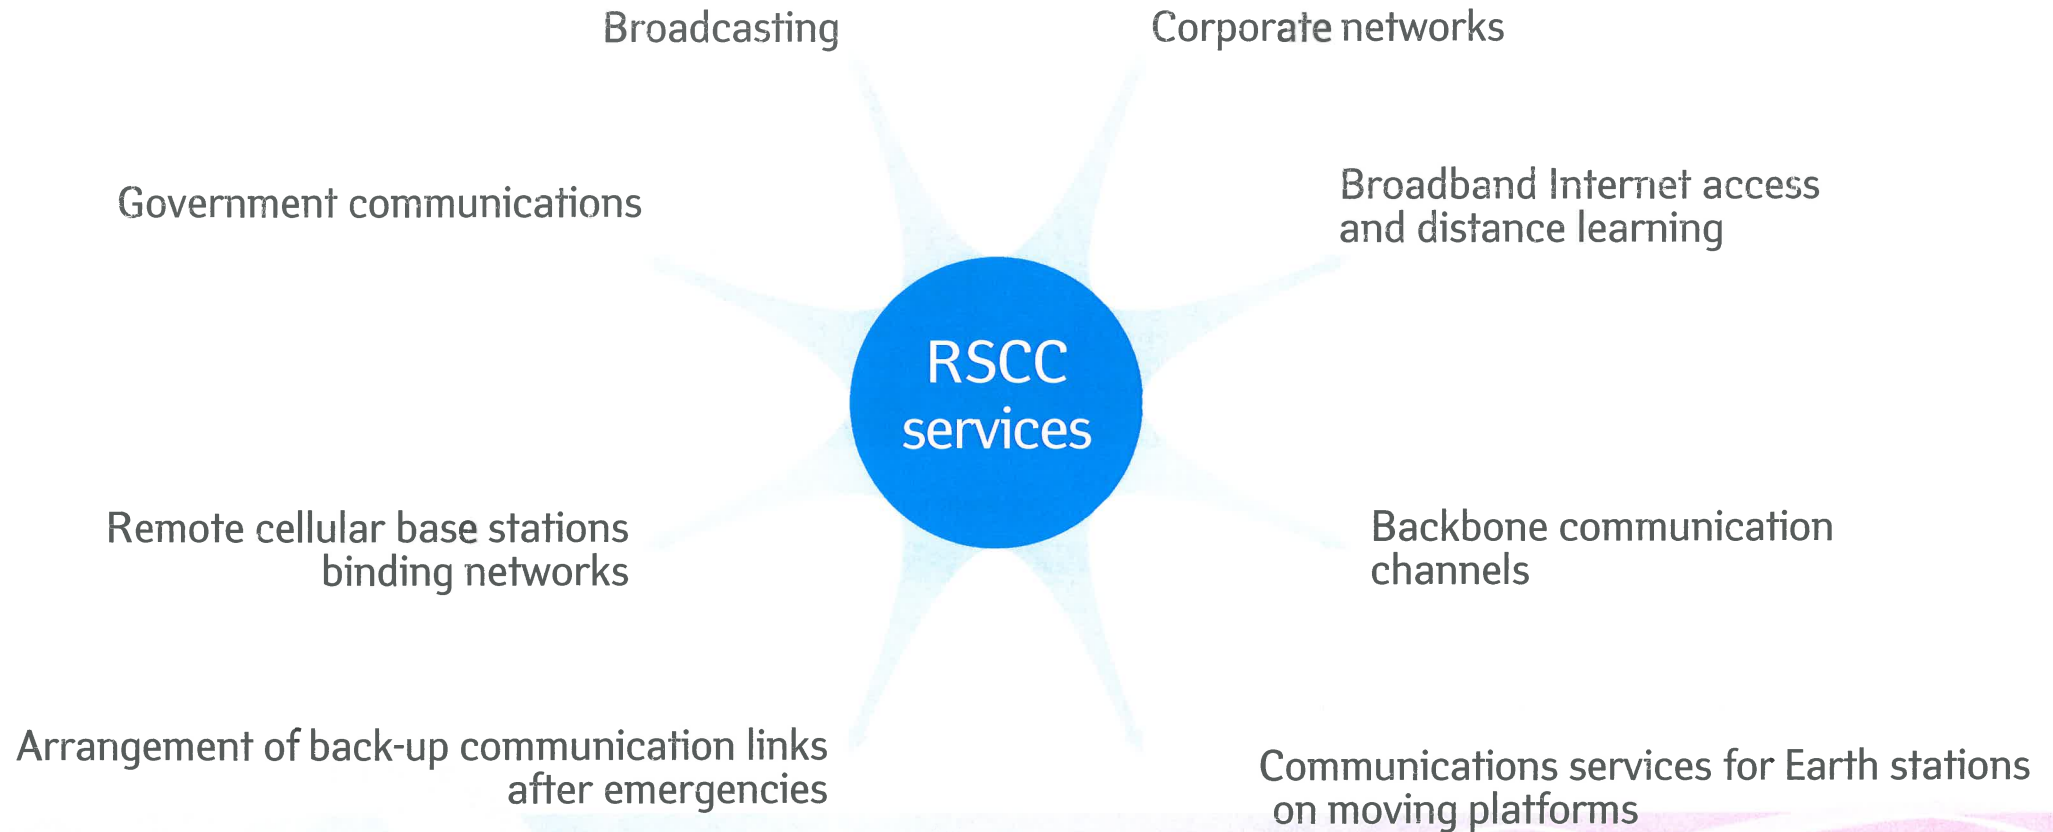 Broadcasting
Corporate networks
Government communications
Broadband Internet access
and distance learning
RSCC
services
Remote cellular base stations
binding networks
Backbone communication
channels
Arrangement of back-up communication links
after emergencies
Communications services for Earth stations
on moving platforms